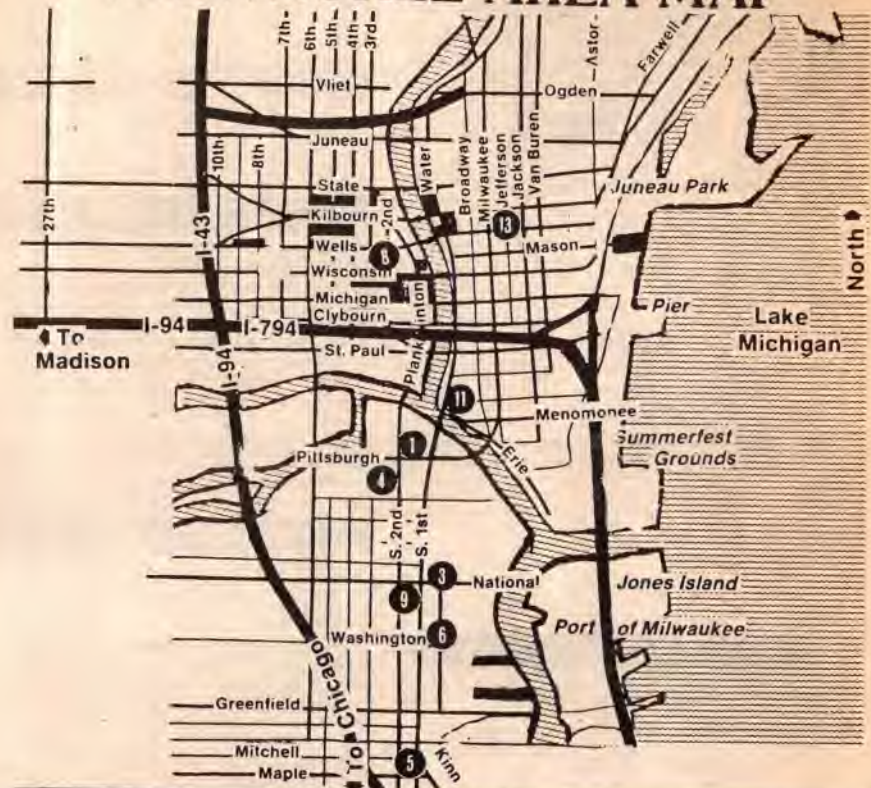 7th
6th
5th
4th
3rd
Astor
Farwell
Vliet
Ogden
Juneau
10th
8th
Water
Broadway
Milwaukee
Jefferson
Jackson
Van Buren
State
Juneau Park
27th
I-43
Kilbourn
2nd
13
North
Wells
8
Mason
Wisconsin
Michigan
Plankinton
Pier
Clybourn
Lake
Michigan
To
Madison
I-94
I-794
St. Paul
I-94
11
Menomonee
1
Summerfest
Grounds
Pittsburgh
Erie
4
S. 2nd
S. 1st
3
National
Jones Island
9
Washington
6
Port of Milwaukee
To Chicago
Greenfield
Mitchell
5
Kinn
Maple